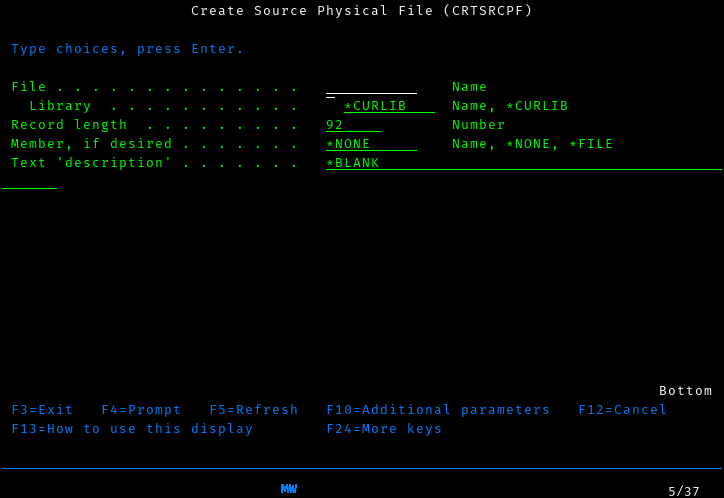 Create Source Physical File (CRTSRCPF)
Type choices, press Enter.
File . . . . . . . . . . . . . . Name
Library . . . . . . . . . . . *CURLIB Name, *CURLIB
Record length . . . . . . . . . 92 Number
Member, if desired . . . . . . . *NONE Name, *NONE, *FILE
Text 'description' . . . . . . . *BLANK
Bottom
F3=Exit F4=Prompt F5=Refresh F10=Additional parameters F12=Cancel
F13=How to use this display F24=More keys
MW 5/37